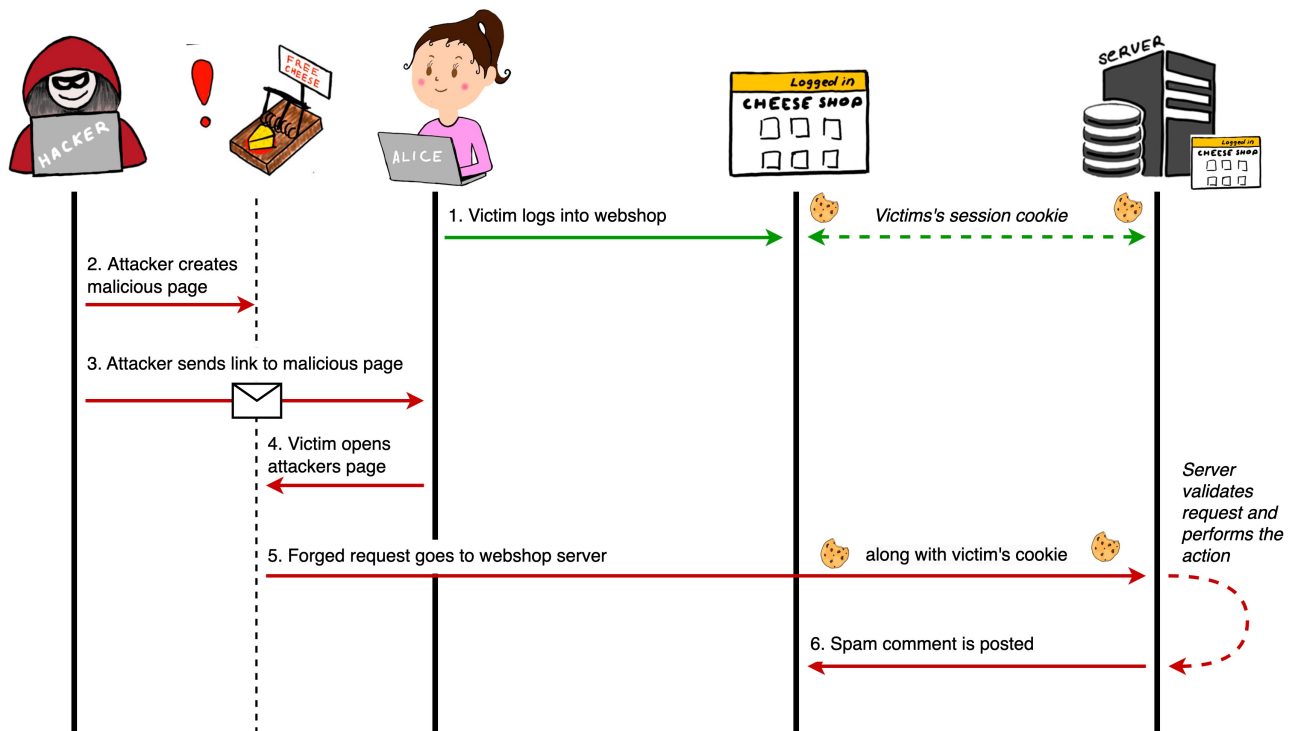 FREE
CHEESE
HACKER
ALICE
Logged in
CHEESE SHOP
SERVER
Logged in
CHEESE SHOP
1. Victim logs into webshop
Victims's session cookie
2. Attacker creates
malicious page
3. Attacker sends link to malicious page
4. Victim opens
attackers page
Server
validates
request and
performs the
action
5. Forged request goes to webshop server
along with victim's cookie
6. Spam comment is posted